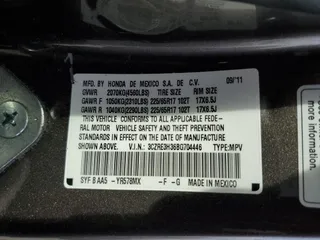 MFD. BY HONDA DE MEXICO S.A. DE C.V. 09/11
GVWR 2070KG(4560LBS) TIRE SIZE RIM SIZE
GAWR F 1050KG(2310LBS) 225/65R17 102T 17X6.5J
GAWR R 1040KG(2290LBS) 225/65R17 102T 17X6.5J
THIS VEHICLE CONFORMS TO ALL APPLICABLE FEDE-
RAL MOTOR VEHICLE SAFETY AND THEFT PREVENTION
STANDARDS IN EFFECT ON THE DATE OF MANUFACTURE
SHOWN ABOVE. V.I.N.: 3CZRE3H36BG704446 TYPE:MPV
SYF B AA5 -YR578MX -F -G
MADE IN MEXICO